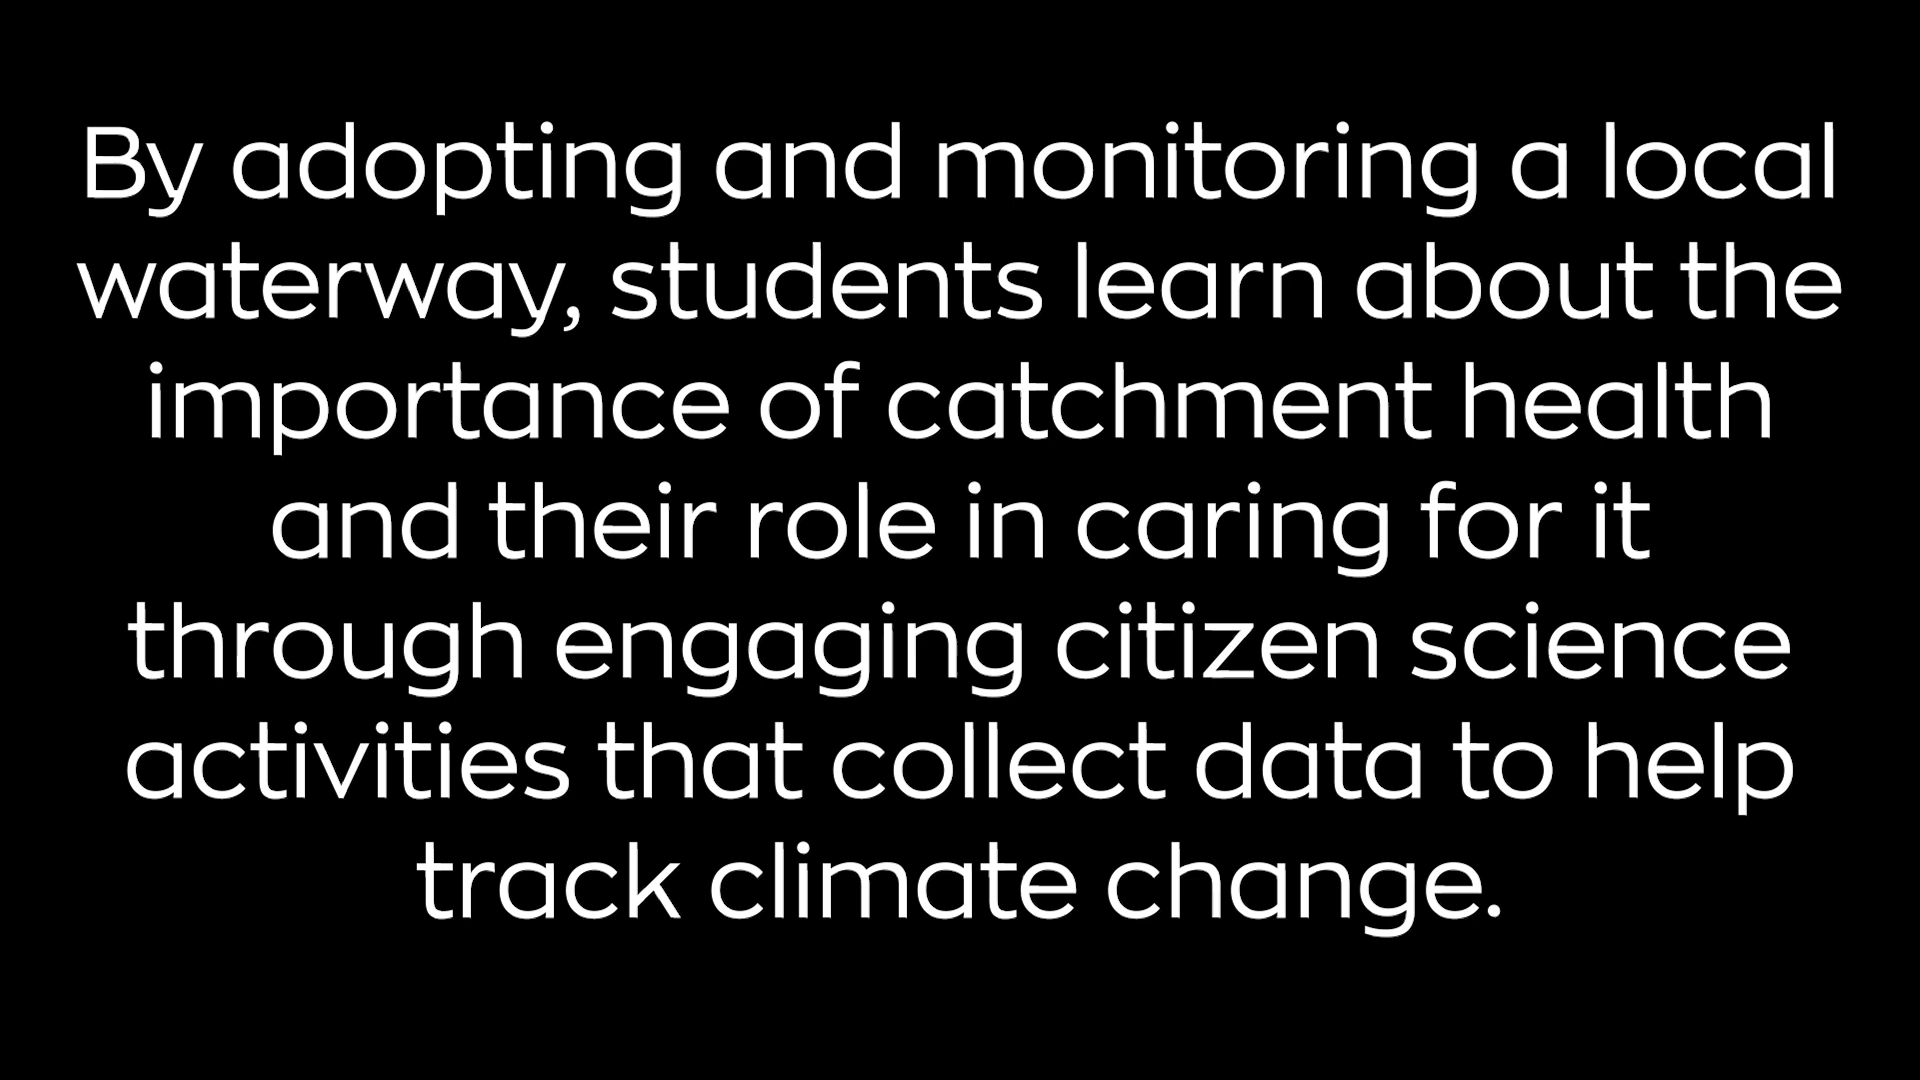 By adopting and monitoring a local
waterway, students learn about the
importance of catchment health
and their role in caring for it
through engaging citizen science
activities that collect data to help
track climate change.